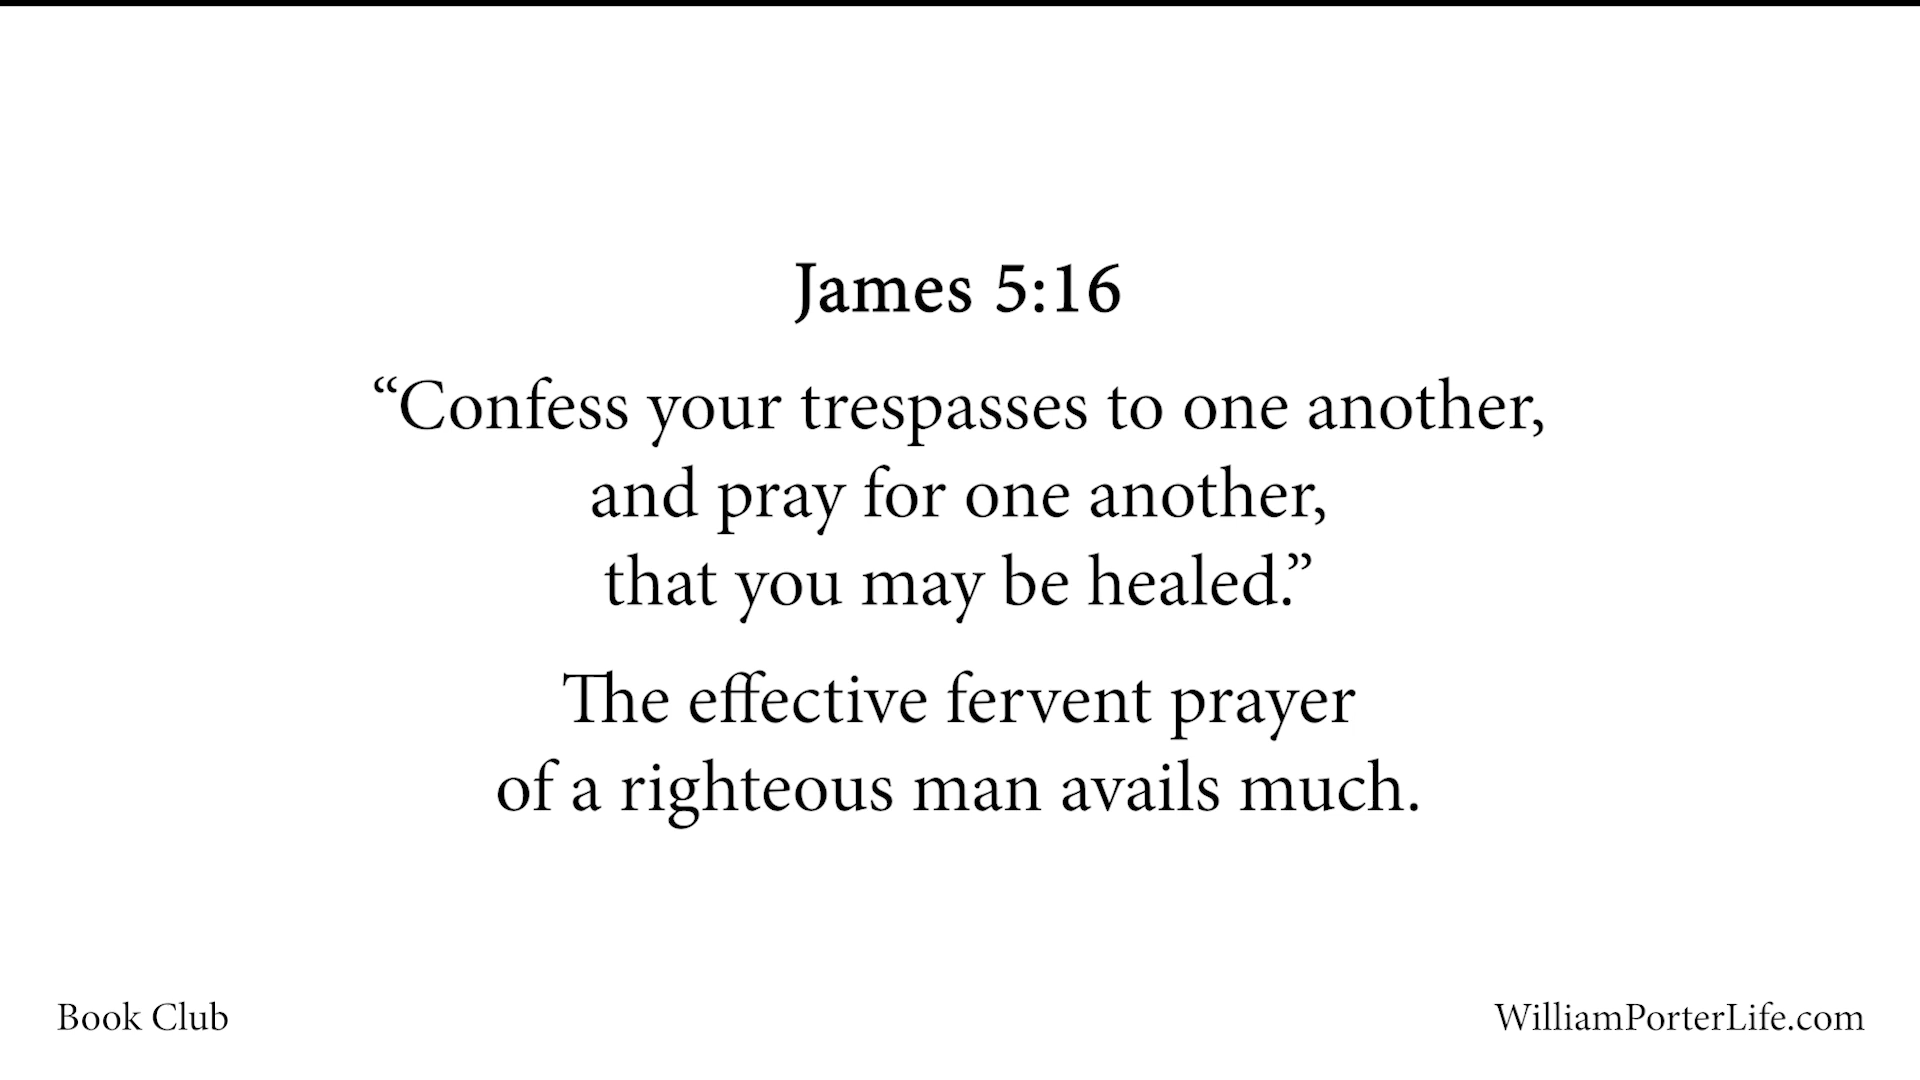 James 5:16
“Confess your trespasses to one another,
and pray for one another,
that you may be healed.”
The effective fervent prayer
of a righteous man avails much.
Book Club
WilliamPorterLife.com